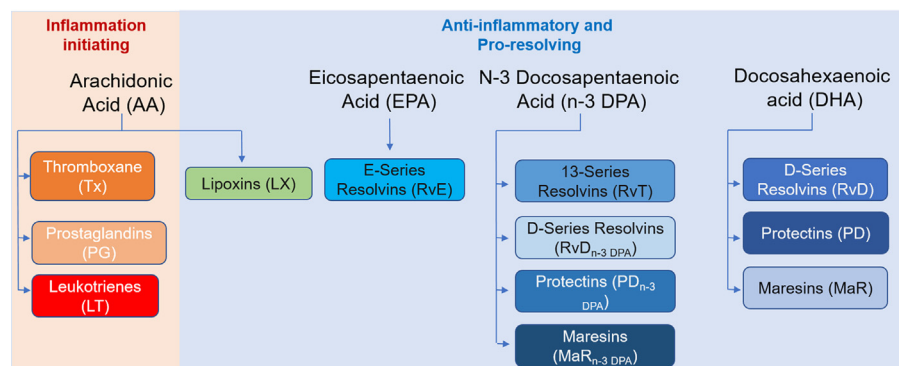 Inflammation
initiating
Anti-inflammatory and
Pro-resolving
Arachidonic
Acid (AA)
Eicosapentaenoic
Acid (EPA)
N-3 Docosapentaenoic
Acid (n-3 DPA)
Docosahexaenoic
acid (DHA)
Thromboxane
(Tx)
Prostaglandins
(PG)
Leukotrienes
(LT)
Lipoxins (LX)
E-Series
Resolvins (RvE)
13-Series
Resolvins (RvT)
D-Series Resolvins
(RvDn-3 DPA)
Protectins (PDn-3
DPA)
Maresins
(MaRn-3 DPA)
D-Series
Resolvins (RvD)
Protectins (PD)
Maresins (MaR)